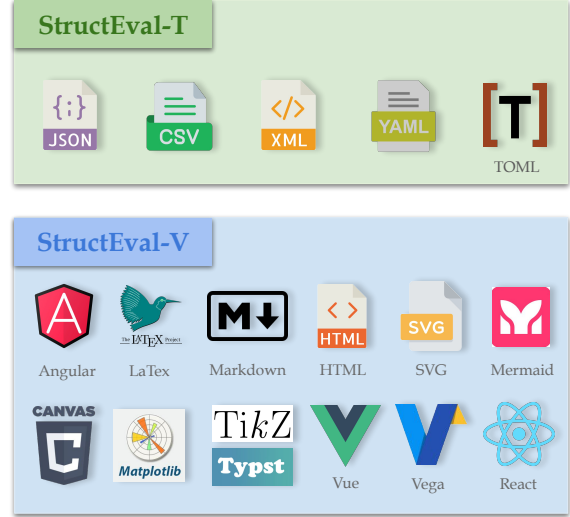 StructEval-T
{;}
JSON
CSV
</>
XML
YAML
[T]
TOML
StructEval-V
A
The LATEX Project
M
< >
HTML
SVG
Angular
LaTex
Markdown
HTML
SVG
Mermaid
CANVAS
C
Matplotlib
TikZ
Typst
Vue
Vega
React